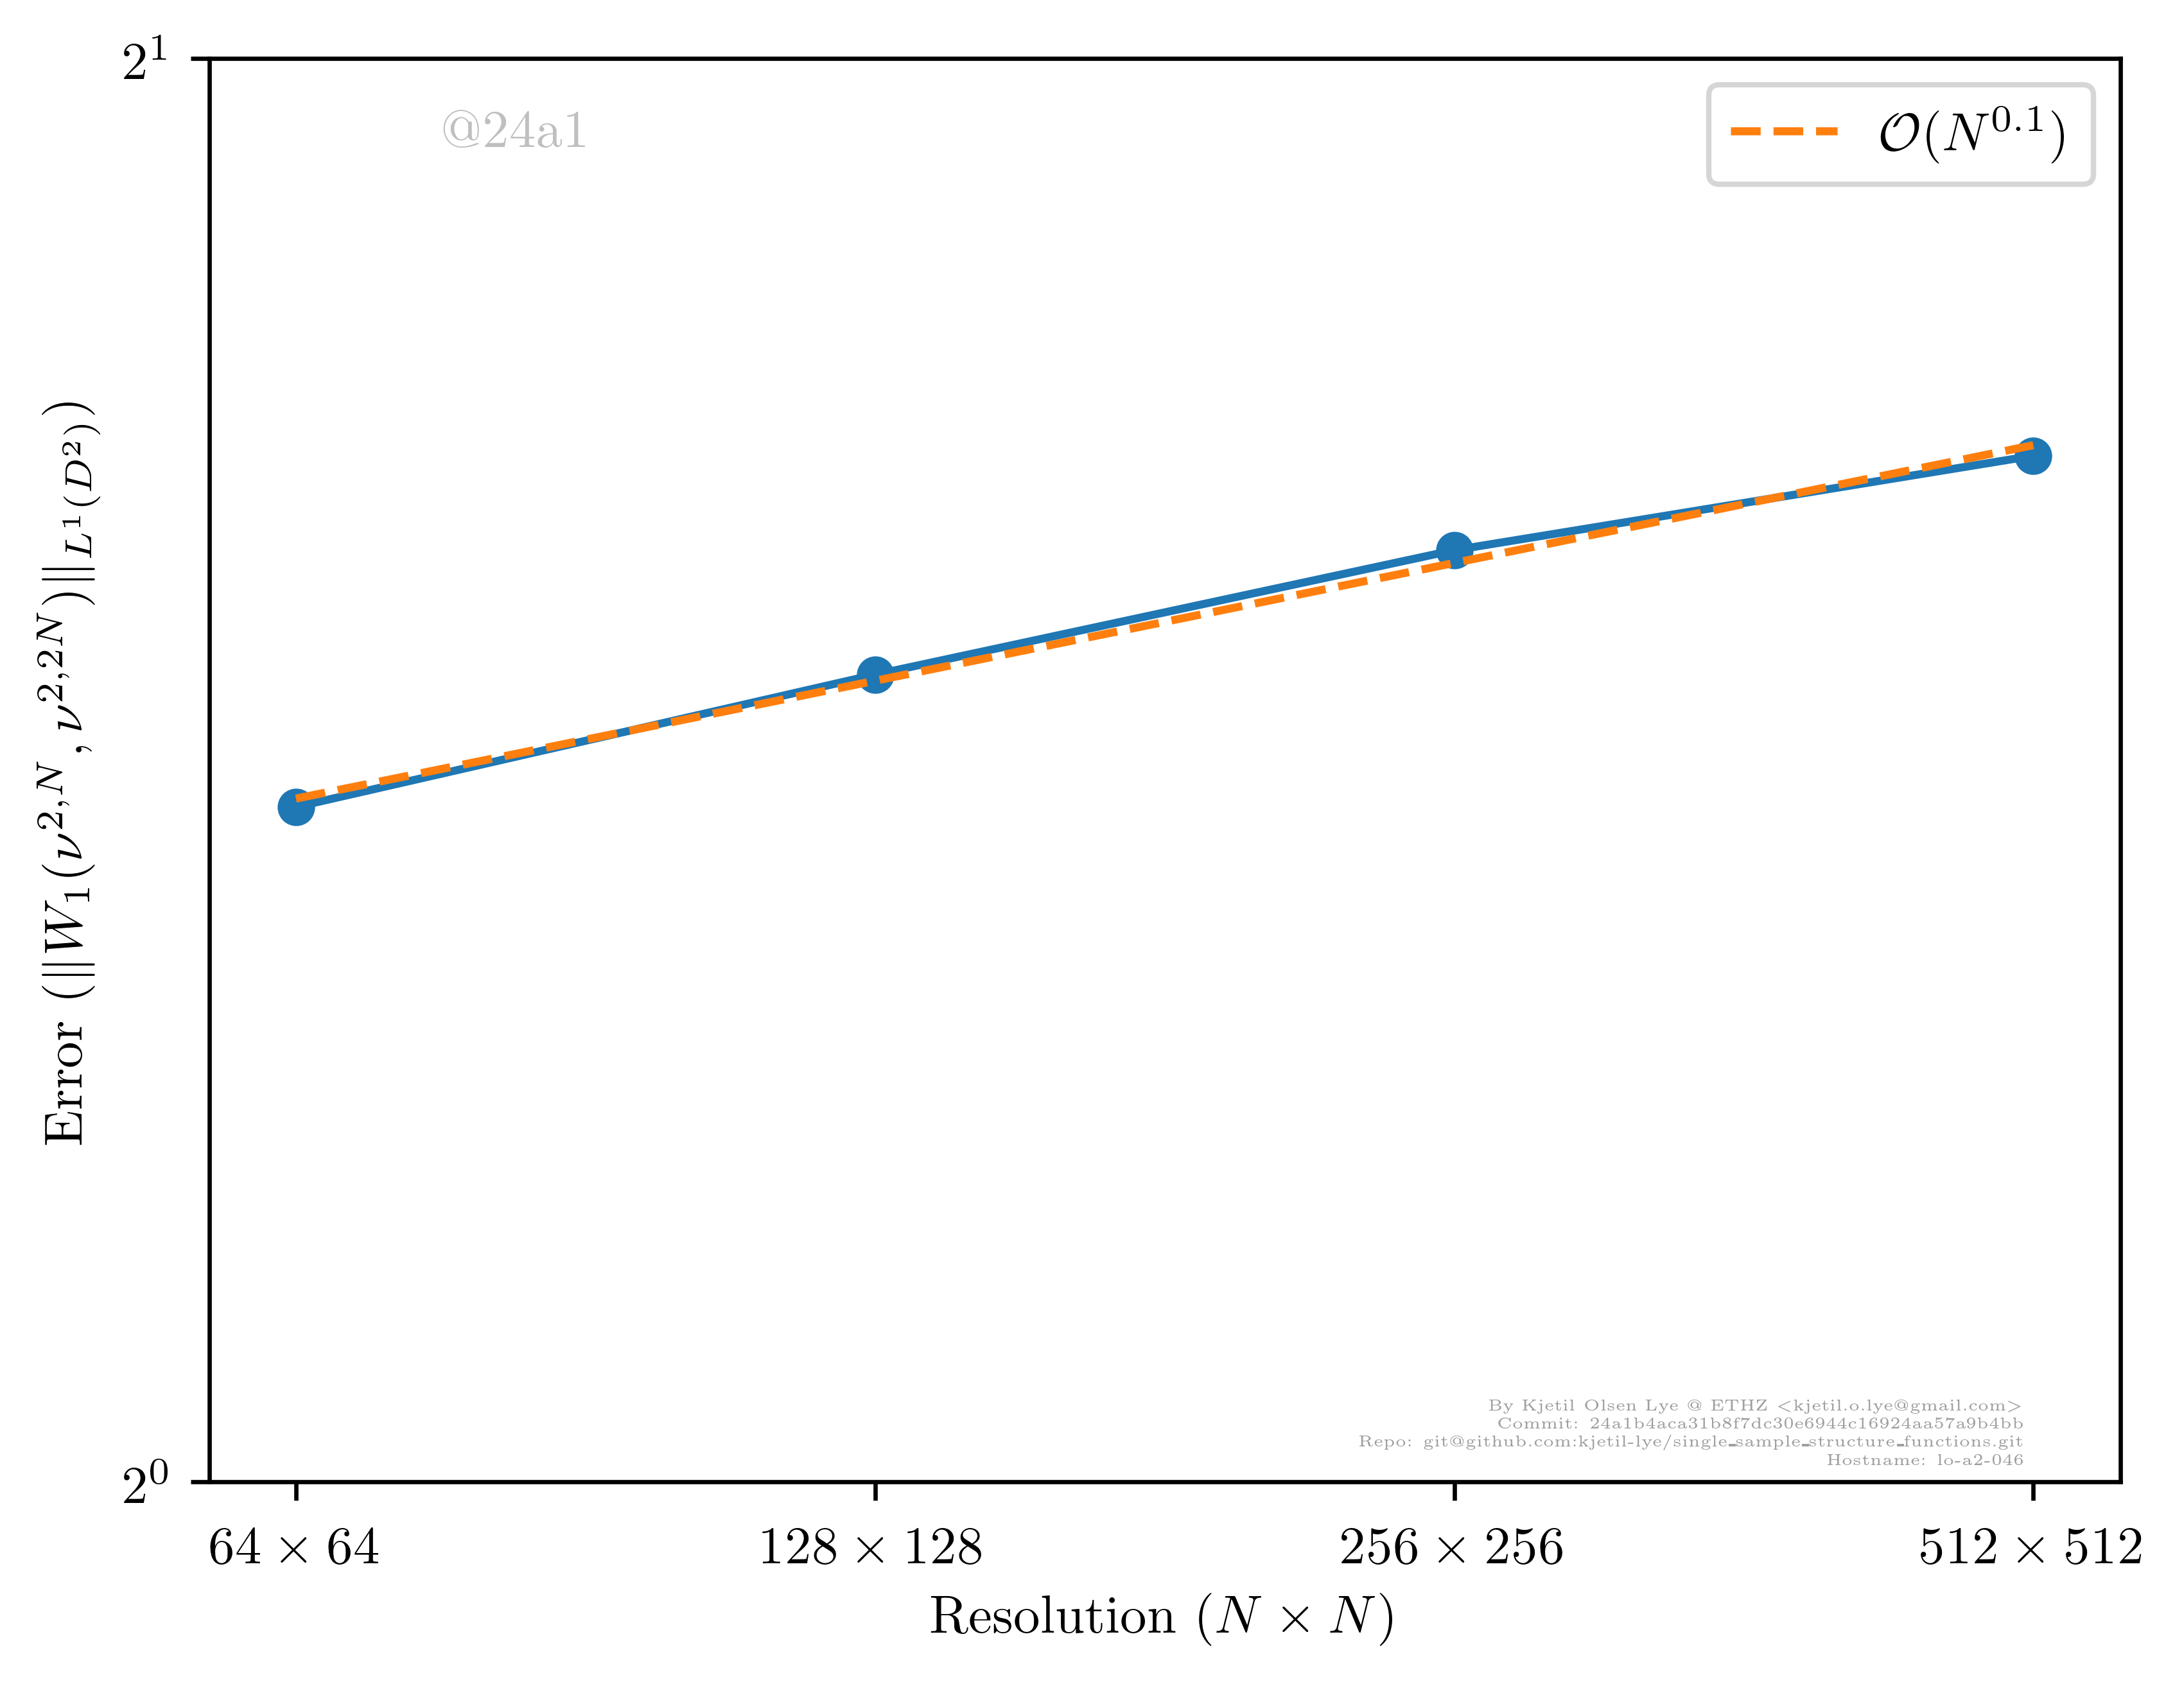 2^1
@24a1
𝒪(N^{0.1})
Error (||W_1(ν^{2,N}, ν^{2,2N})||_{L^1(D^2)})
By Kjetil Olsen Lye @ ETHZ <kjetil.o.lye@gmail.com>
Commit: 24a1b4aca31b8f7dc30e6944c16924aa57a9b4bb
Repo: git@github.com:kjetil-lye/single_sample_structure_functions.git
Hostname: lo-a2-046
2^0
64 × 64 128 × 128 256 × 256 512 × 512
Resolution (N × N)